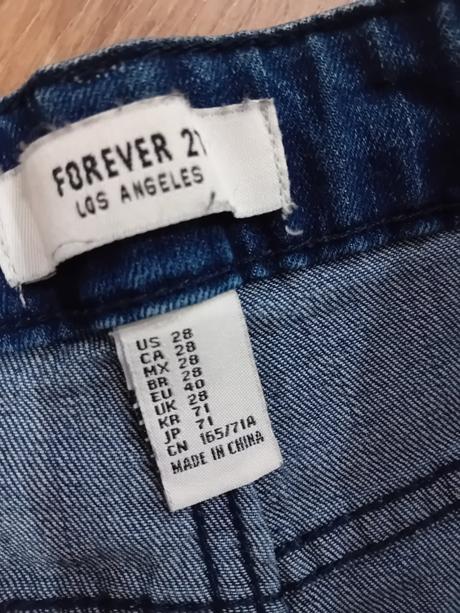 FOREVER 21
LOS ANGELES
US 28
CA 28
MX 28
BR 28
EU 40
UK 28
KR 71
JP 71
CN 165/71A
MADE IN CHINA